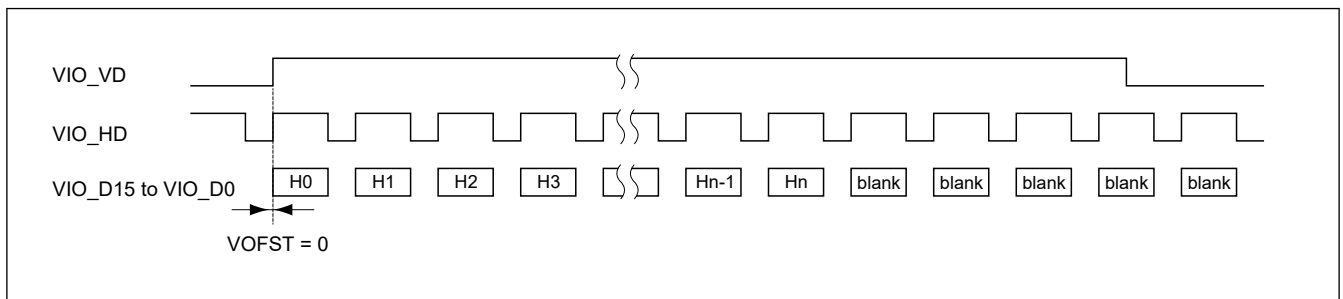 VIO_VD
VIO_HD
VIO_D15 to VIO_D0 H0 H1 H2 H3 Hn-1 Hn blank blank blank blank blank
VOFST = 0